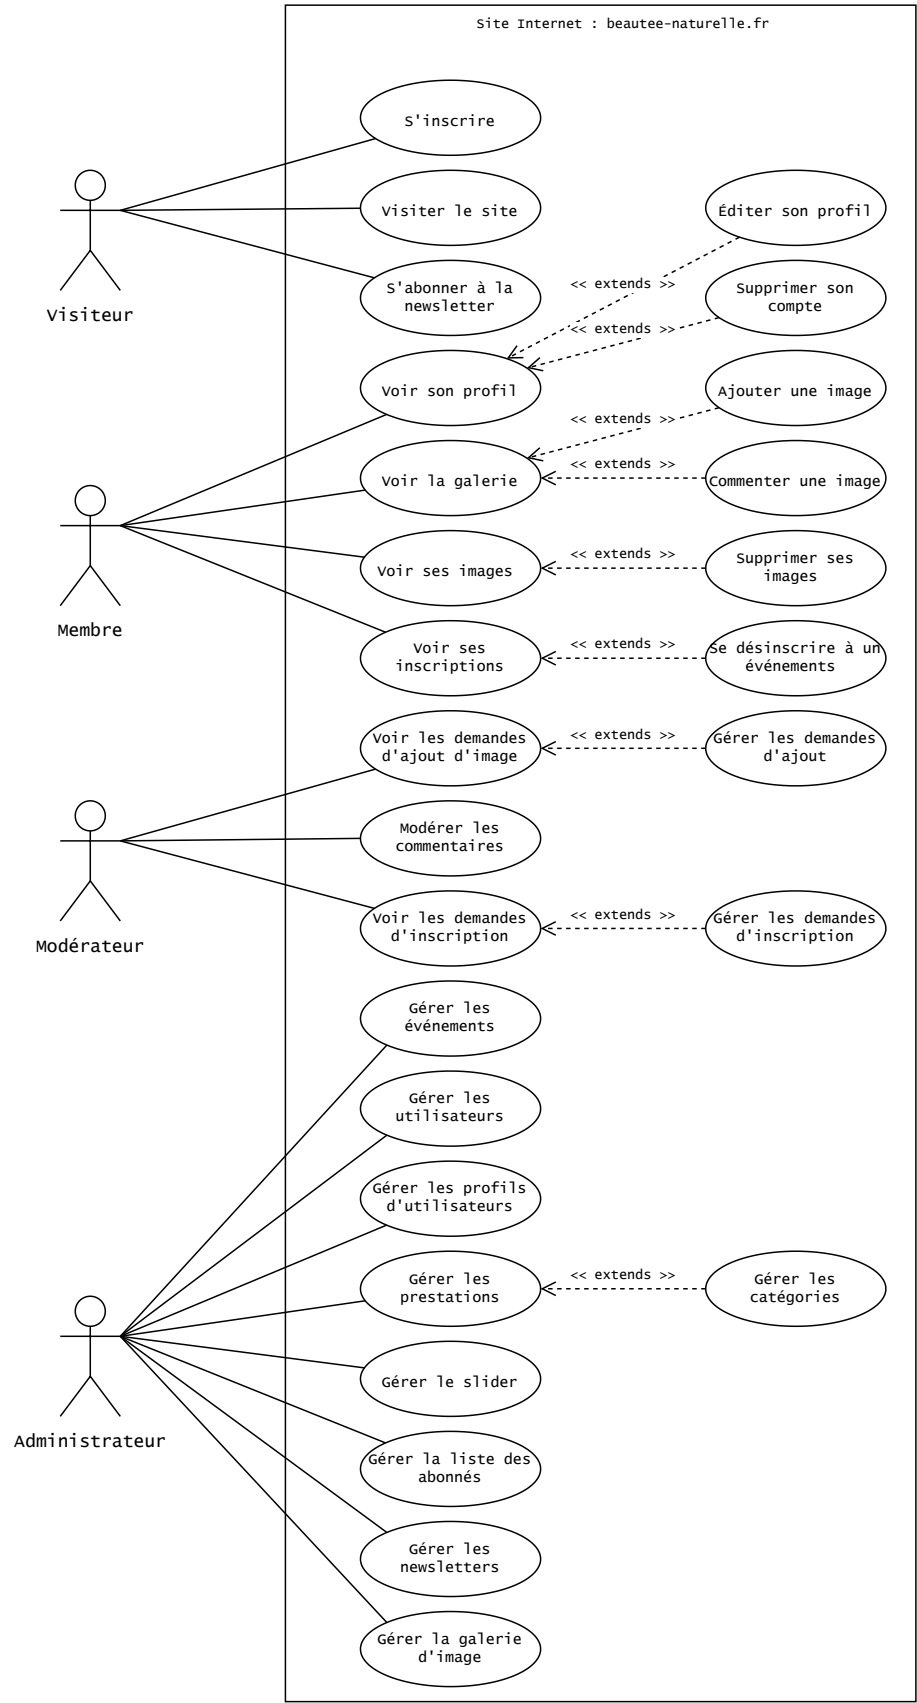 Site Internet : beautee-naturelle.fr
S'inscrire
Visiter le site
Éditer son profil
S'abonner à la
newsletter
<< extends >>
Supprimer son
compte
Visiteur
<< extends >>
Voir son profil
Ajouter une image
<< extends >>
Voir la galerie
<< extends >>
Commenter une image
Voir ses images
<< extends >>
Supprimer ses
images
Membre
Voir ses
inscriptions
<< extends >>
Se désinscrire à un
événements
Voir les demandes
d'ajout d'image
<< extends >>
Gérer les demandes
d'ajout
Modérer les
commentaires
Voir les demandes
d'inscription
<< extends >>
Gérer les demandes
d'inscription
Modérateur
Gérer les
événements
Gérer les
utilisateurs
Gérer les profils
d'utilisateurs
Gérer les
prestations
<< extends >>
Gérer les
catégories
Gérer le slider
Administrateur
Gérer la liste des
abonnés
Gérer les
newsletters
Gérer la galerie
d'image